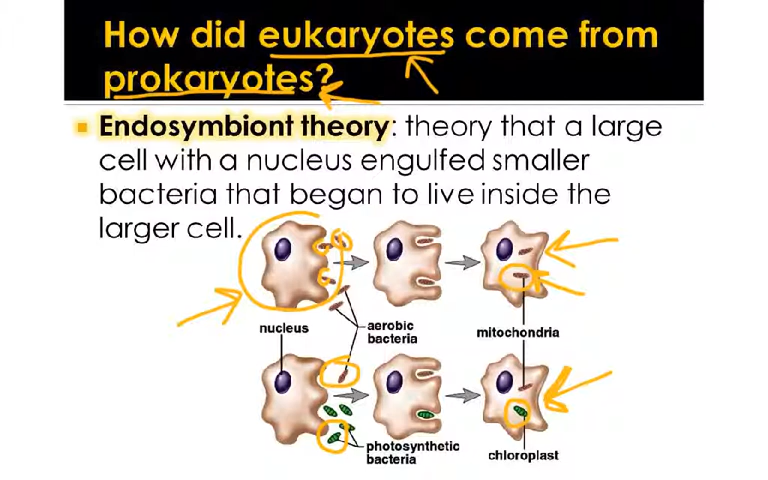 How did eukaryotes come from
prokaryotes?
Endosymbiont theory: theory that a large
cell with a nucleus engulfed smaller
bacteria that began to live inside the
larger cell.
nucleus
aerobic
bacteria
mitochondria
photosynthetic
bacteria
chloroplast